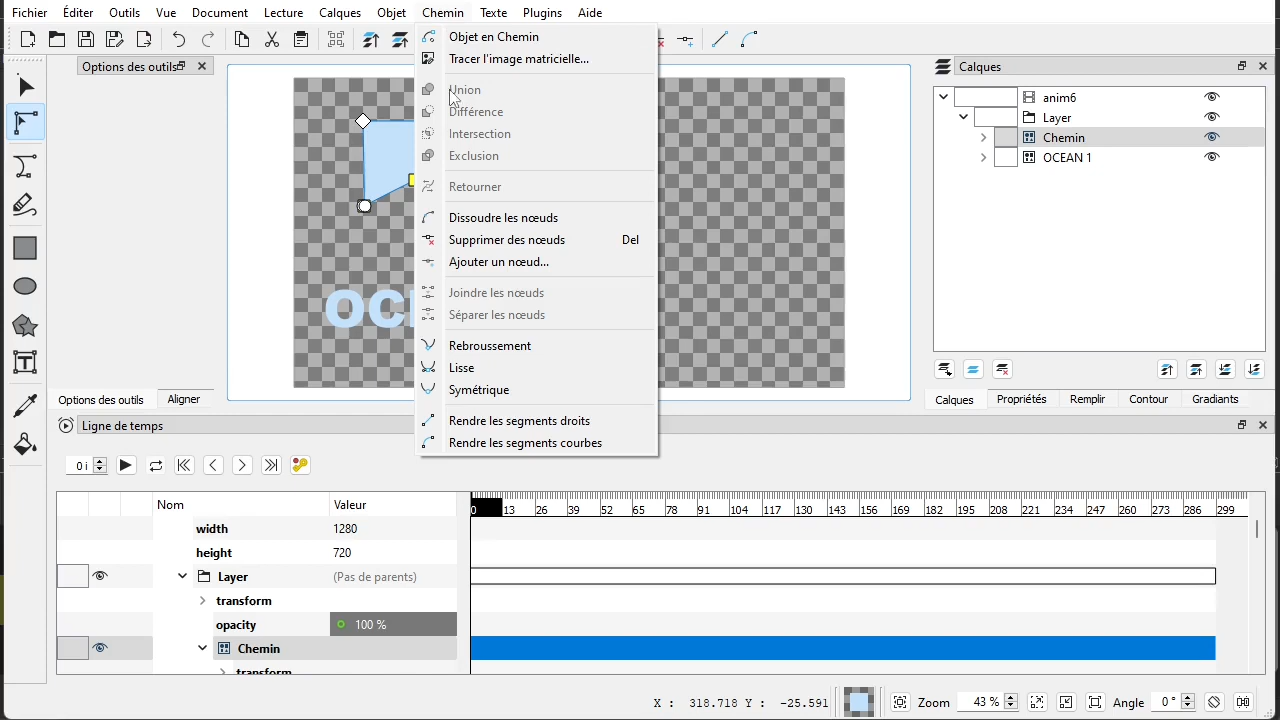 Fichier Éditer Outils Vue Document Lecture Calques Objet Chemin Texte Plugins Aide
Options des outils
Objet en Chemin
Tracer l'image matricielle...
Union
Différence
Intersection
Exclusion
Retourner
Dissoudre les nœuds
Supprimer des nœuds Del
Ajouter un nœud...
Joindre les nœuds
Séparer les nœuds
Rebroussement
Lisse
Symétrique
Rendre les segments droits
Rendre les segments courbes
Calques
anim6
Layer
Chemin
OCEAN 1
Options des outils Aligner
Calques Propriétés Remplir Contour Gradiants
Ligne de temps
0 i
Nom Valeur
0 13 26 39 52 65 78 91 104 117 130 143 156 169 182 195 208 221 234 247 260 273 286 299
width 1280
height 720
Layer (Pas de parents)
transform
opacity 100 %
Chemin
transform
X : 318.718 Y : -25.591 Zoom 43 % Angle 0 °